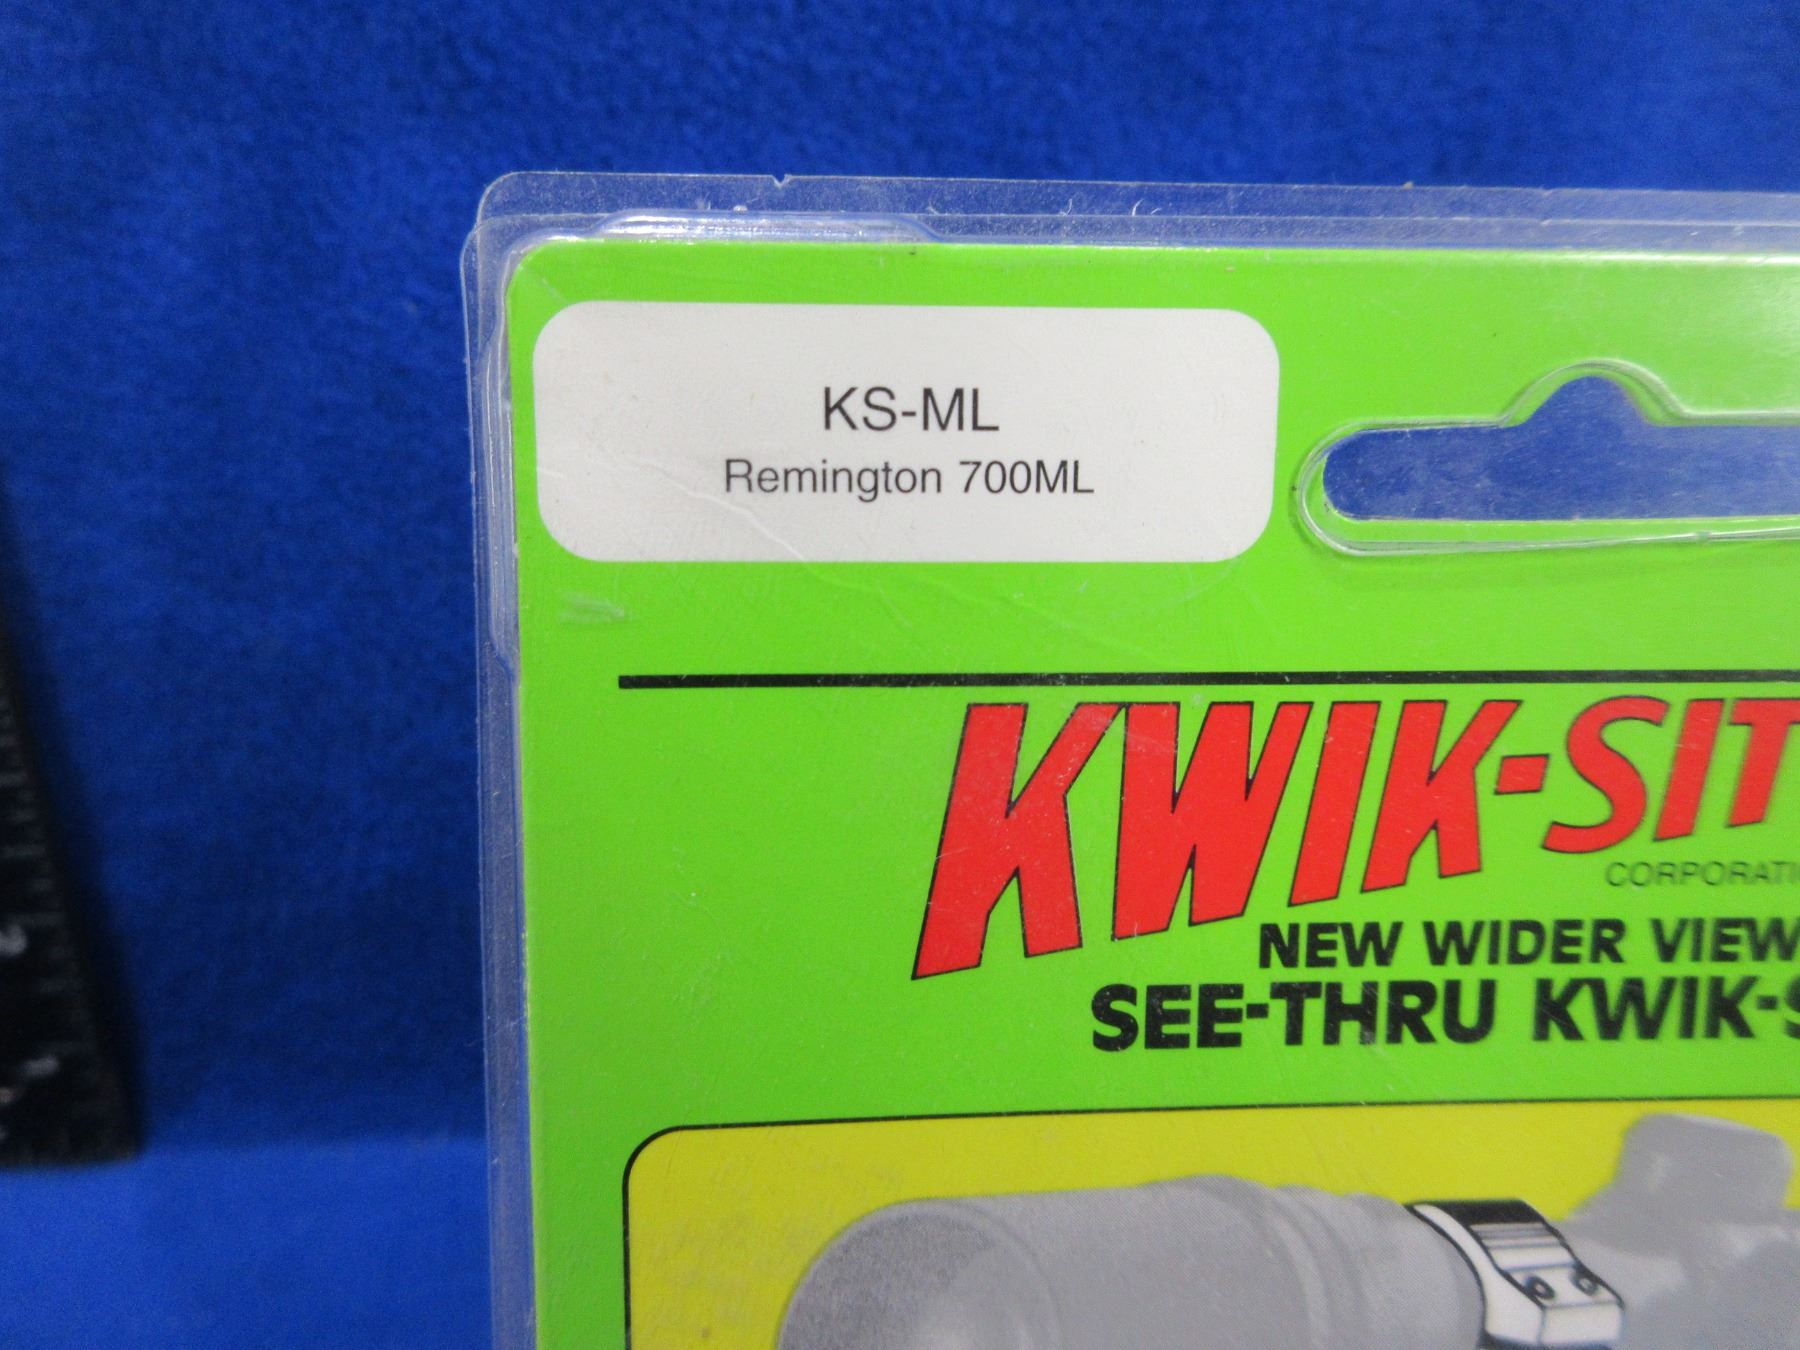 KS-ML
Remington 700ML
KWIK-SIT
CORPORATI
NEW WIDER VIEW
SEE-THRU KWIK-S